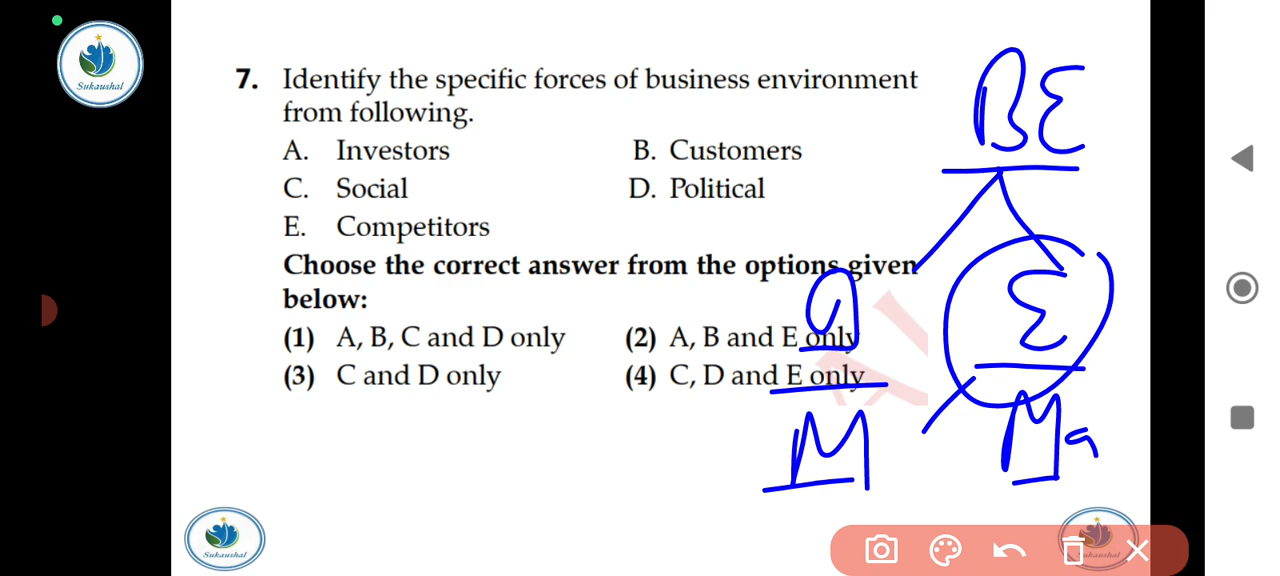 Sukaushal
7. Identify the specific forces of business environment
from following.
A. Investors B. Customers
C. Social D. Political
E. Competitors
Choose the correct answer from the options given
below:
(1) A, B, C and D only (2) A, B and E only
(3) C and D only (4) C, D and E only
BE
E
M
Ma
Sukaushal
Sukaushal